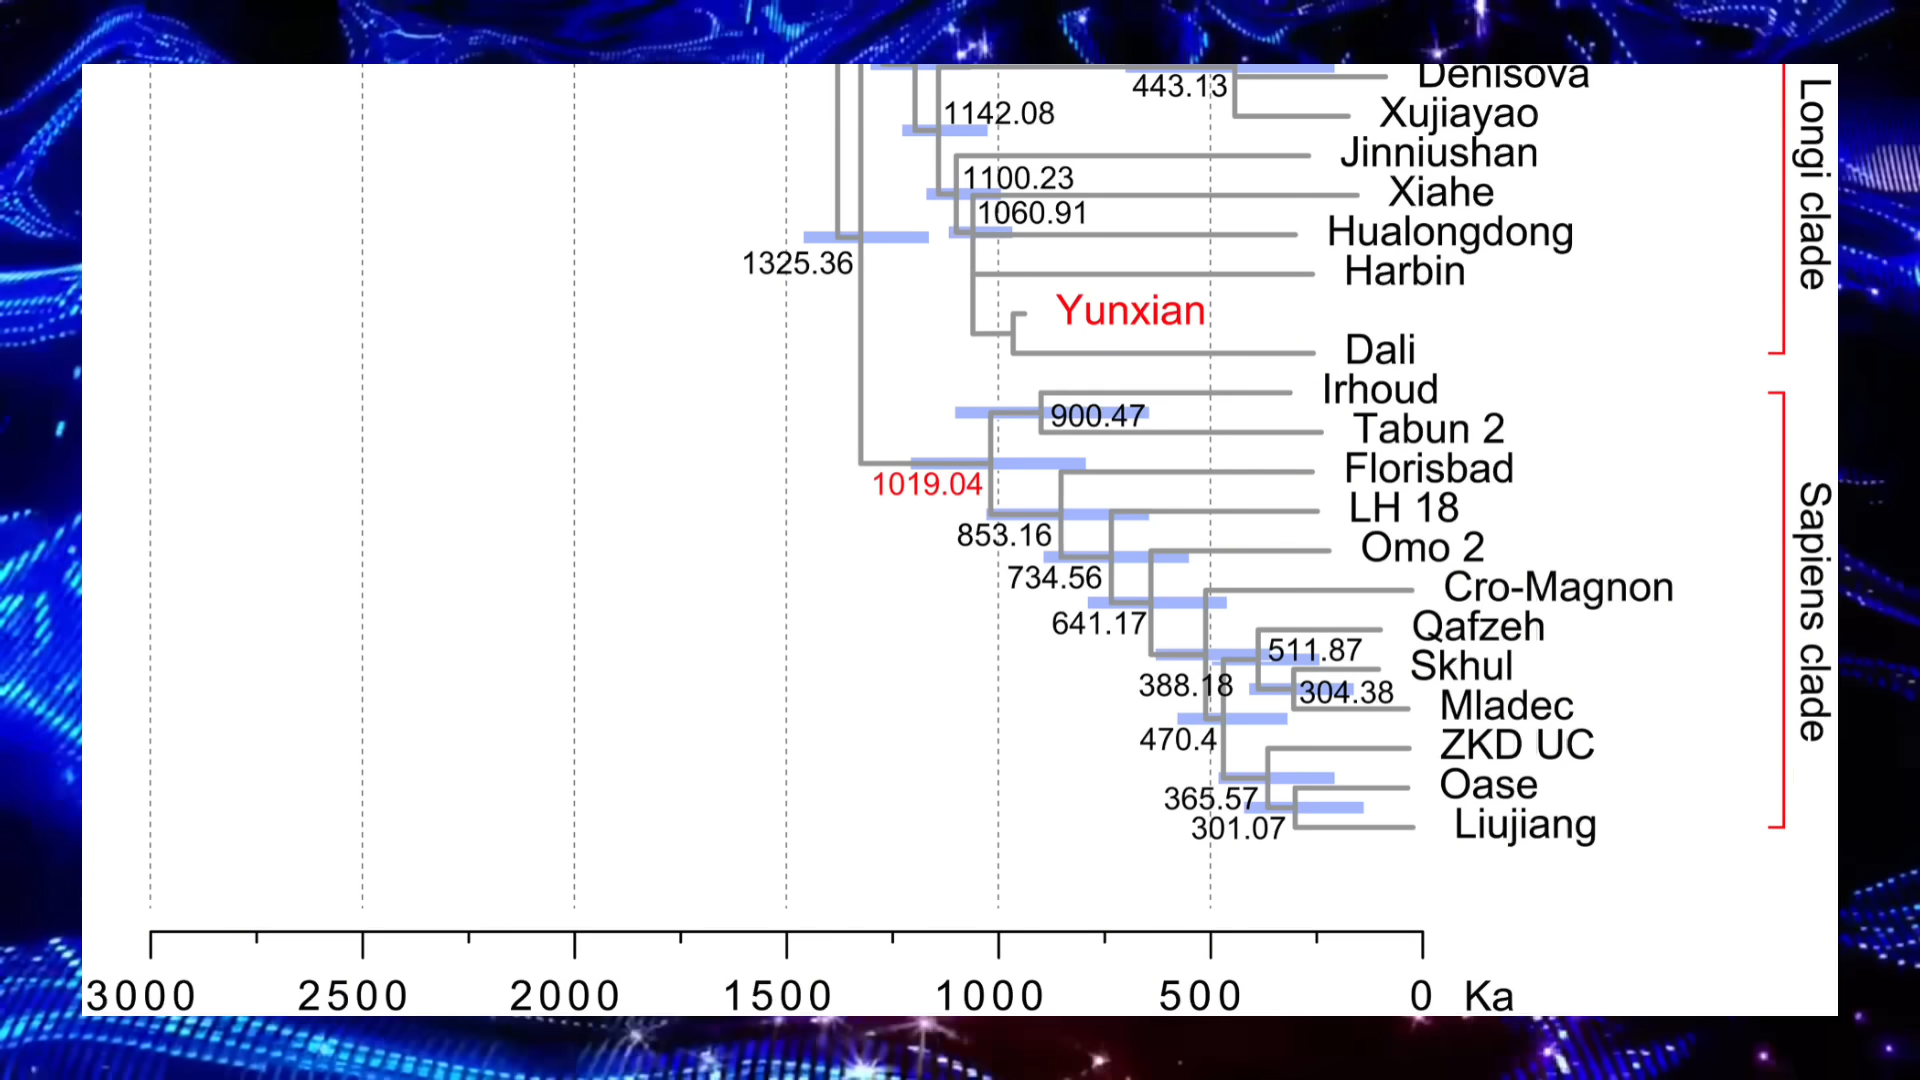 Denisova
443.13
Xujiayao
1142.08
Jinniushan
1100.23
Xiahe
1060.91
Hualongdong
1325.36
Harbin
Yunxian
Dali
Longi clade
Irhoud
900.47
Tabun 2
Florisbad
1019.04
LH 18
853.16
Omo 2
734.56
Cro-Magnon
641.17
Qafzeh
511.87
Skhul
388.18
304.38
Mladec
470.4
ZKD UC
Oase
365.57
Liujiang
301.07
Sapiens clade
3000 2500 2000 1500 1000 500 0 Ka